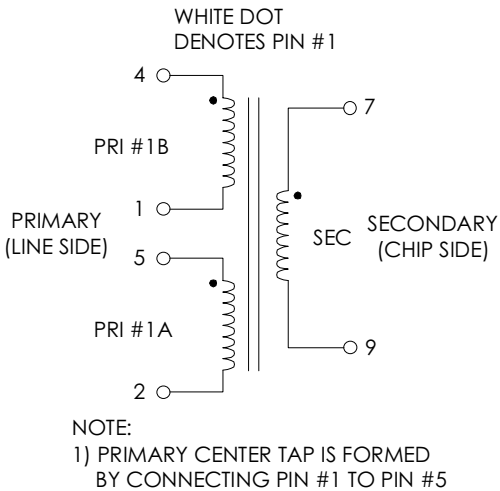 WHITE DOT
DENOTES PIN #1
4
7
PRI #1B
1
PRIMARY
(LINE SIDE)
SEC
SECONDARY
(CHIP SIDE)
5
PRI #1A
9
2
NOTE:
1) PRIMARY CENTER TAP IS FORMED
BY CONNECTING PIN #1 TO PIN #5